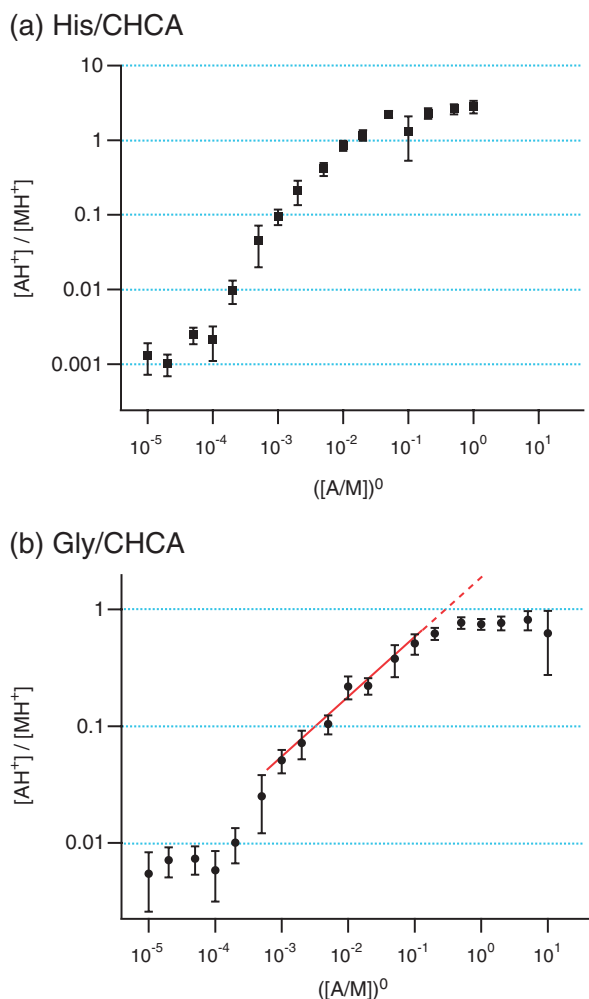 (a) His/CHCA
10
1
0.1
0.01
0.001
[AH⁺] / [MH⁺]
10⁻⁵ 10⁻⁴ 10⁻³ 10⁻² 10⁻¹ 10⁰ 10¹
([A/M])⁰
(b) Gly/CHCA
1
0.1
0.01
[AH⁺] / [MH⁺]
10⁻⁵ 10⁻⁴ 10⁻³ 10⁻² 10⁻¹ 10⁰ 10¹
([A/M])⁰